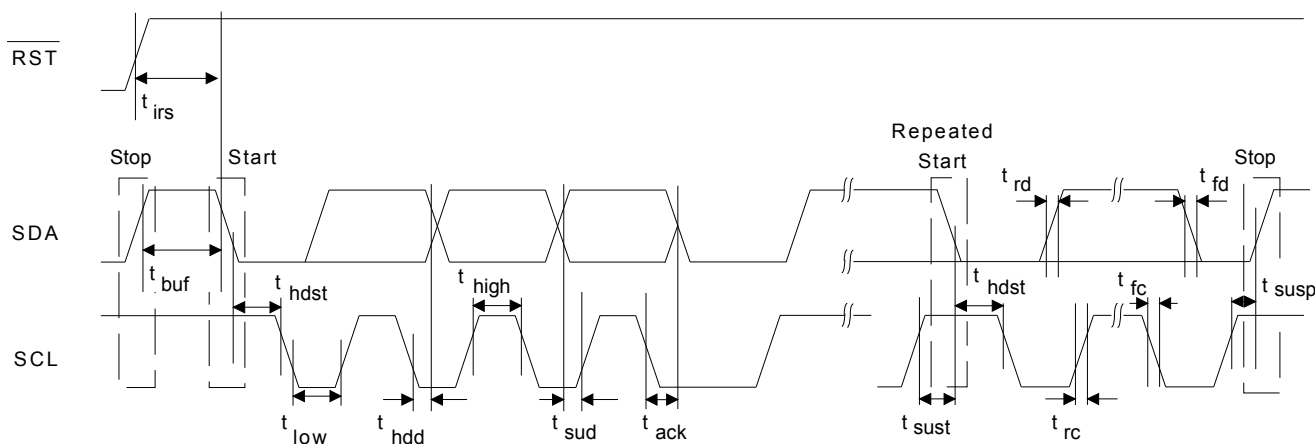 RST
t irs
Repeated
Stop
Start
Start
Stop
t rd
t fd
SDA
t buf
t hdst
t high
t hdst
t fc
t susp
SCL
t low
t hdd
t sud
t ack
t sust
t rc